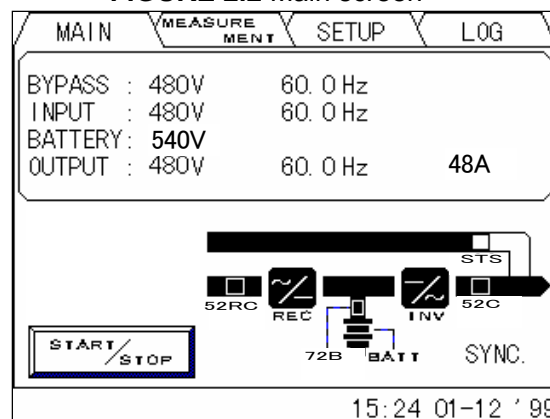 FIGURE 2.2 Main screen
MAIN MEASUREMENT SETUP LOG
BYPASS : 480V 60.0Hz
INPUT : 480V 60.0Hz
BATTERY: 540V
OUTPUT : 480V 60.0Hz 48A
STS
52RC REC INV 52C
72B BATT SYNC.
START/STOP
15:24 01-12 '99